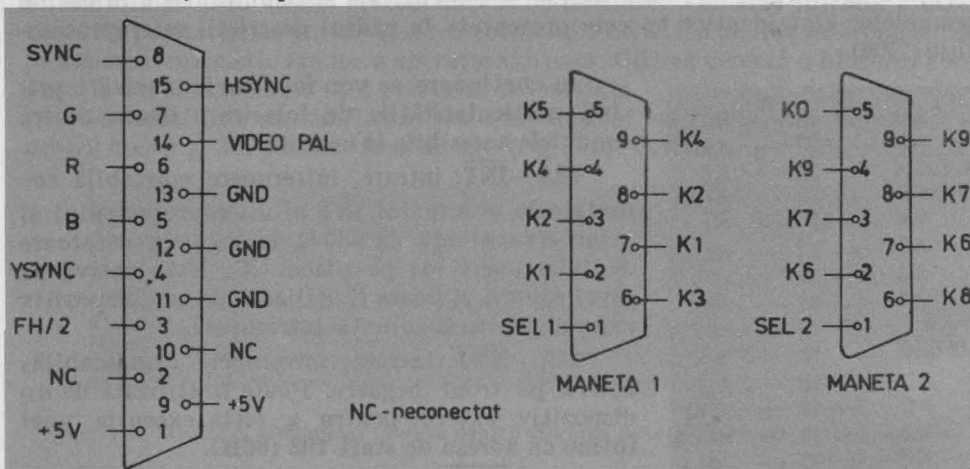 SYNC 8
15 HSYNC
G 7
14 VIDEO PAL
R 6
13 GND
B 5
12 GND
YSYNC 4
11 GND
FH/2 3
10 NC
NC 2
9 +5V
+5V 1
K5 5
9 K4
K4 4
8 K2
K2 3
7 K1
K1 2
6 K3
SEL 1 1
MANETA 1
K0 5
9 K9
K9 4
8 K7
K7 3
7 K6
K6 2
6 K8
SEL 2 1
MANETA 2
NC-neconectat